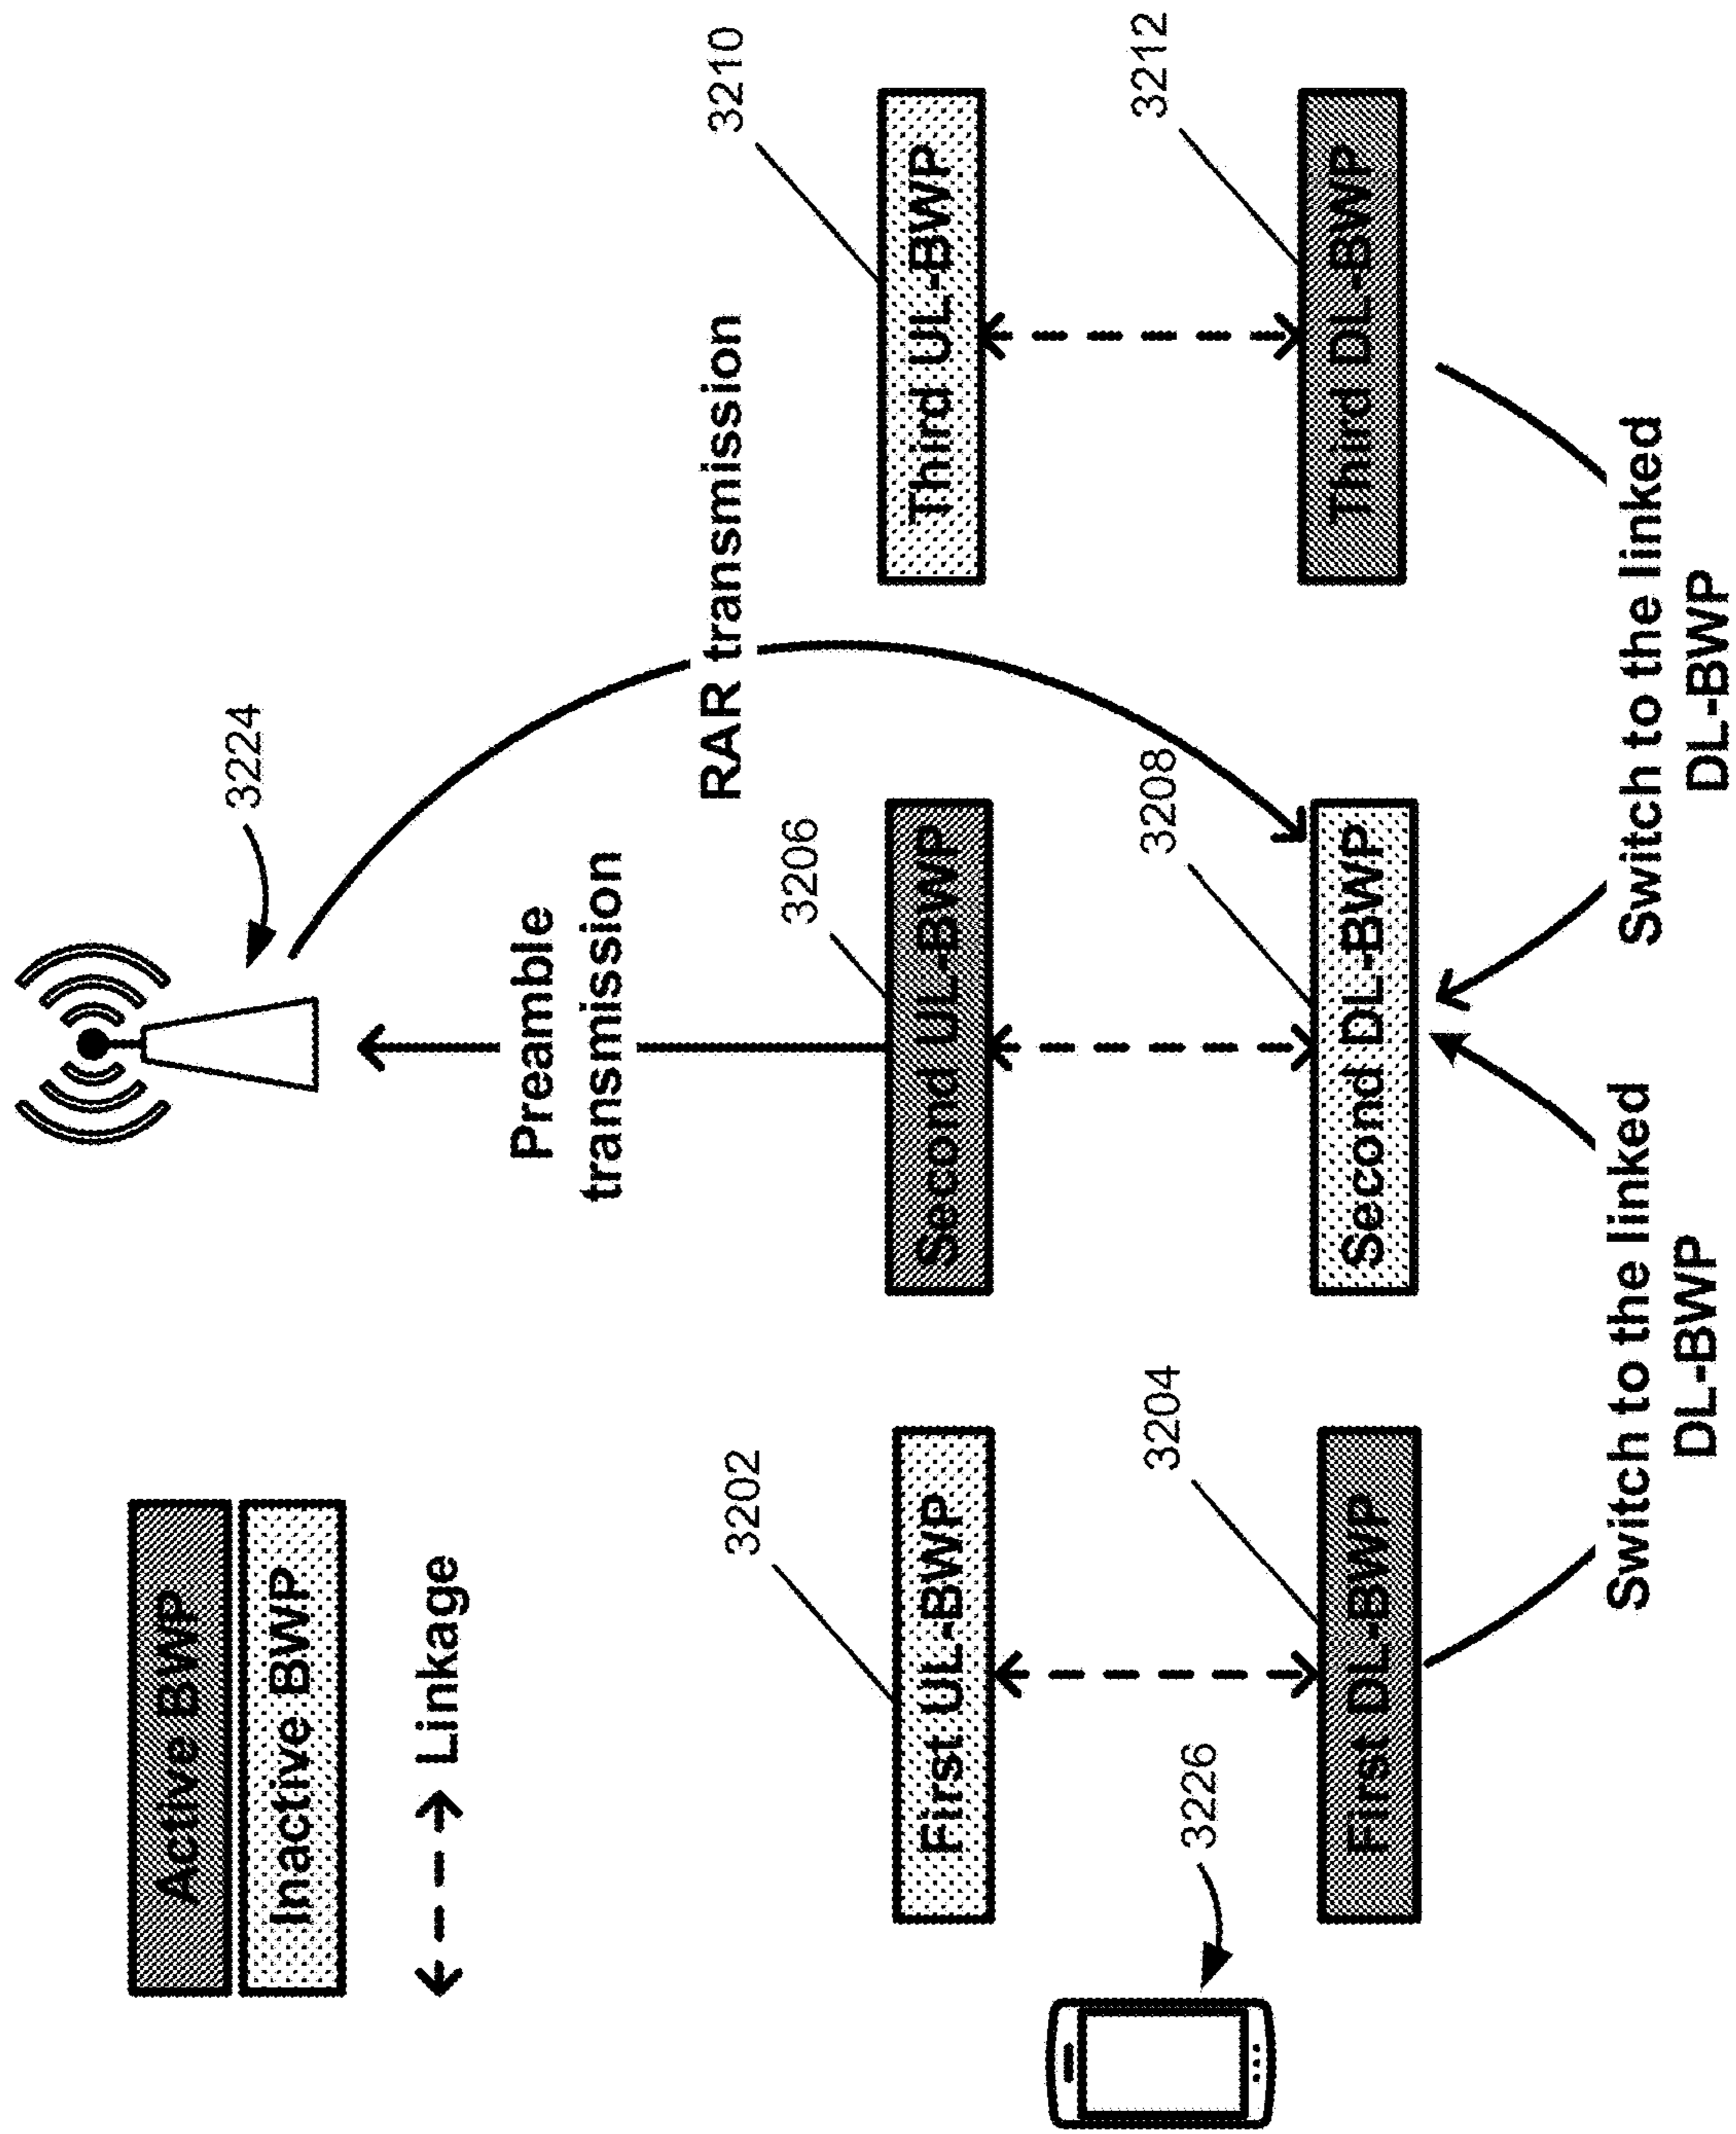 Active BWP
Inactive BWP
Linkage
3224
Preamble
transmission
RAR transmission
3202
3206
3210
First UL-BWP
Second UL-BWP
Third UL-BWP
3226
3204
3208
3212
First DL-BWP
Second DL-BWP
Third DL-BWP
Switch to the linked
DL-BWP
Switch to the linked
DL-BWP